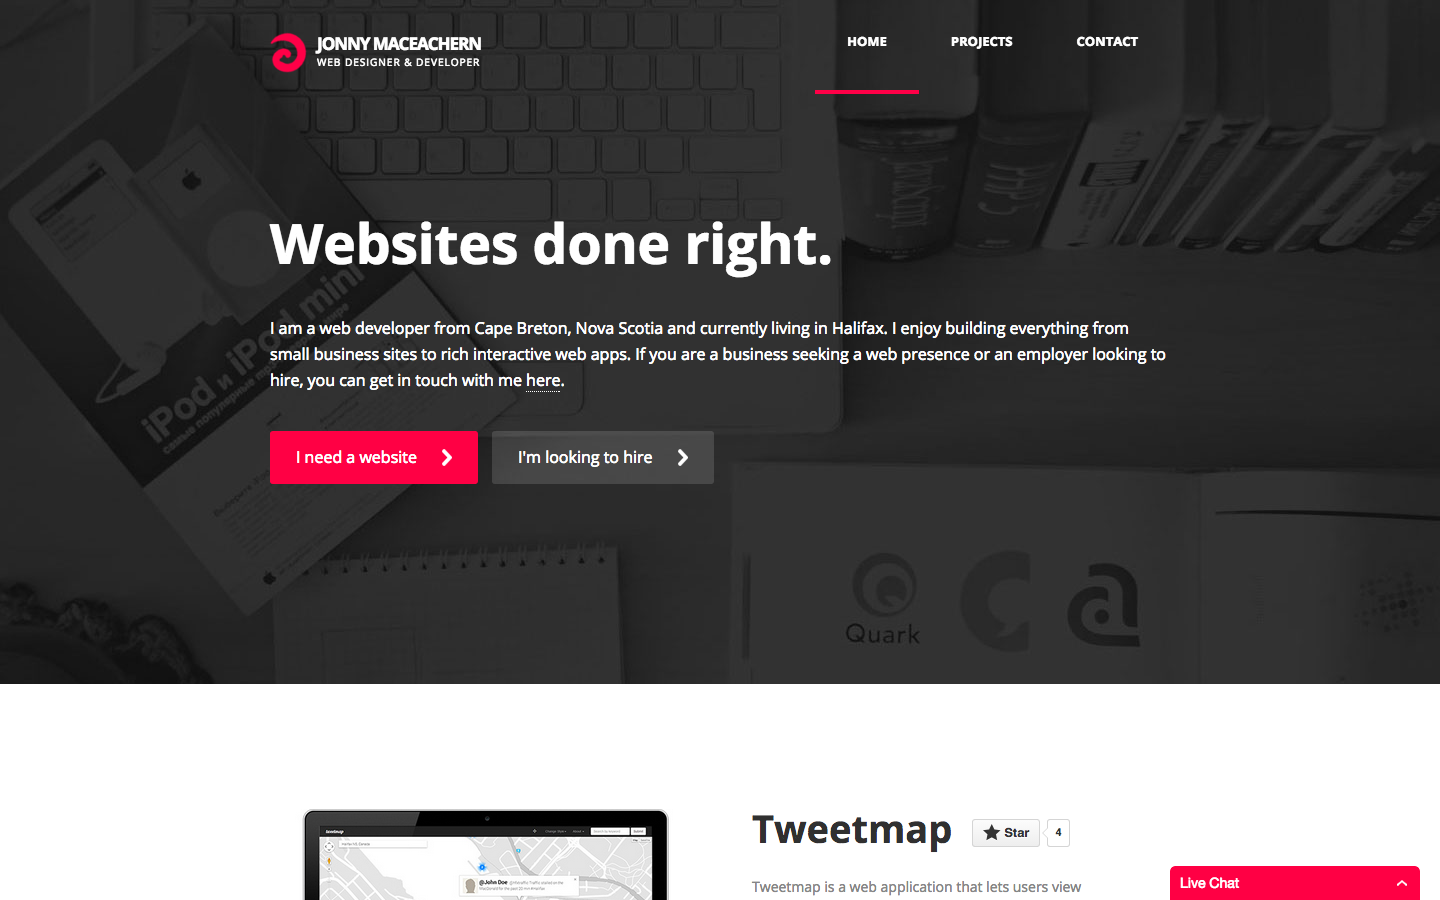 JONNY MACEACHERN
WEB DESIGNER & DEVELOPER
HOME
PROJECTS
CONTACT
Websites done right.
I am a web developer from Cape Breton, Nova Scotia and currently living in Halifax. I enjoy building everything from
small business sites to rich interactive web apps. If you are a business seeking a web presence or an employer looking to
hire, you can get in touch with me here.
I need a website
I'm looking to hire
iPod и iPod mini
Quark
a
Tweetmap
Star
4
Tweetmap is a web application that lets users view
tweetmap
@John Doe
Live Chat